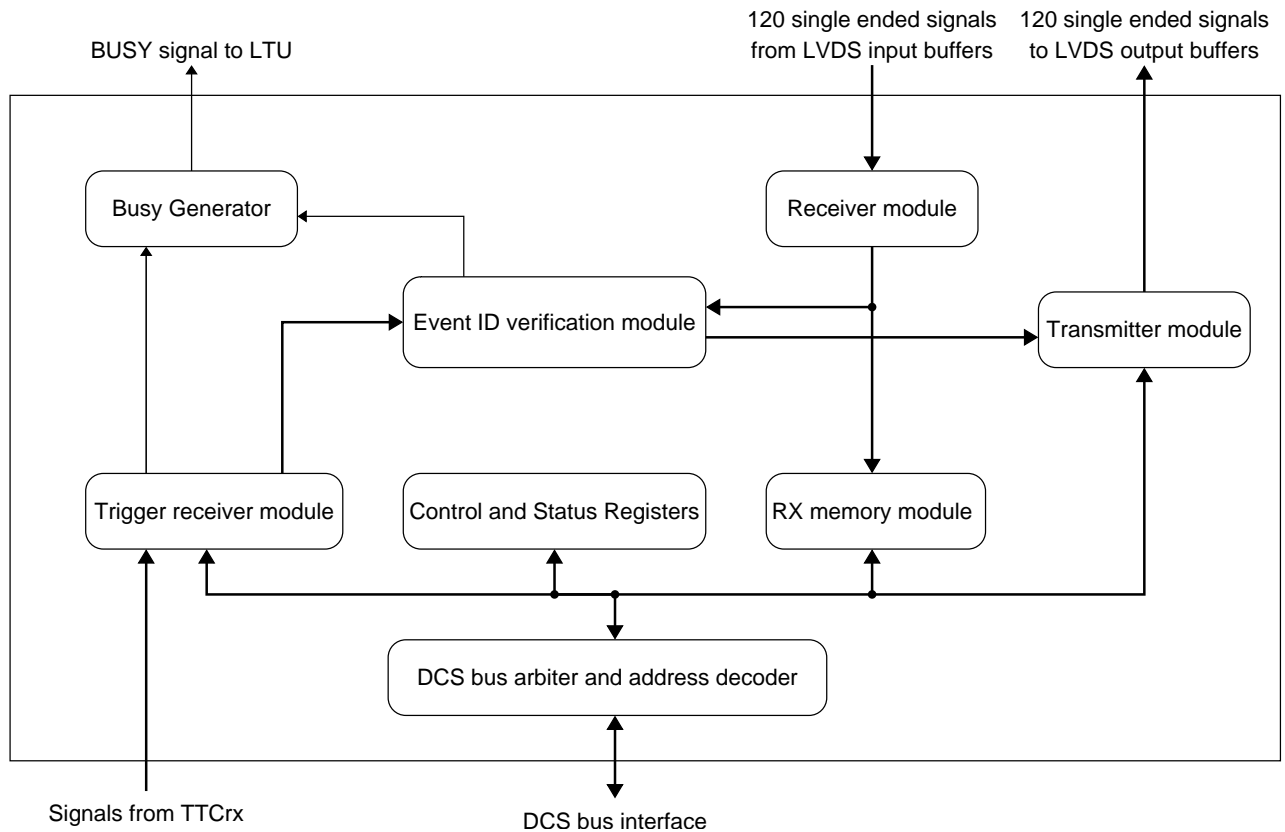 BUSY signal to LTU
120 single ended signals
from LVDS input buffers
120 single ended signals
to LVDS output buffers
Busy Generator
Receiver module
Event ID verification module
Transmitter module
Trigger receiver module
Control and Status Registers
RX memory module
DCS bus arbiter and address decoder
Signals from TTCrx
DCS bus interface